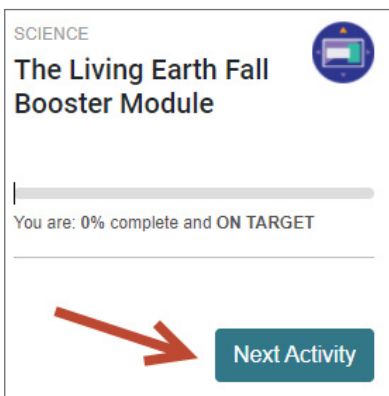 SCIENCE
The Living Earth Fall
Booster Module
You are: 0% complete and ON TARGET
Next Activity